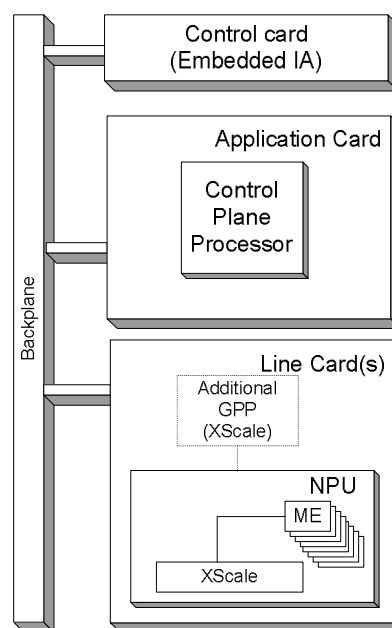 Control card
(Embedded IA)
Application Card
Control
Plane
Processor
Backplane
Line Card(s)
Additional
GPP
(XScale)
NPU
ME
XScale